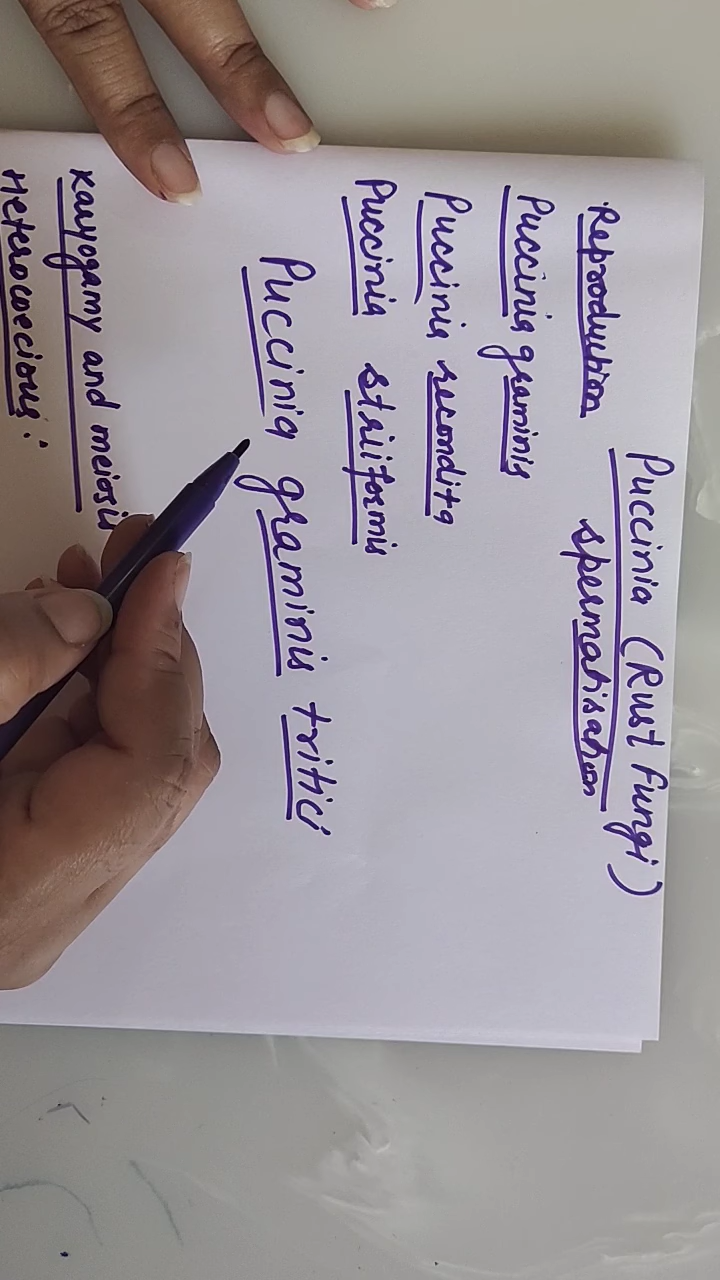 Puccinia (Rust fungi)
Reproduction spermatisation
Puccinia graminis
Puccinia recondita
Puccinia striiformis
Puccinia graminis tritici
Karyogamy and meiosis
Heteroecious: